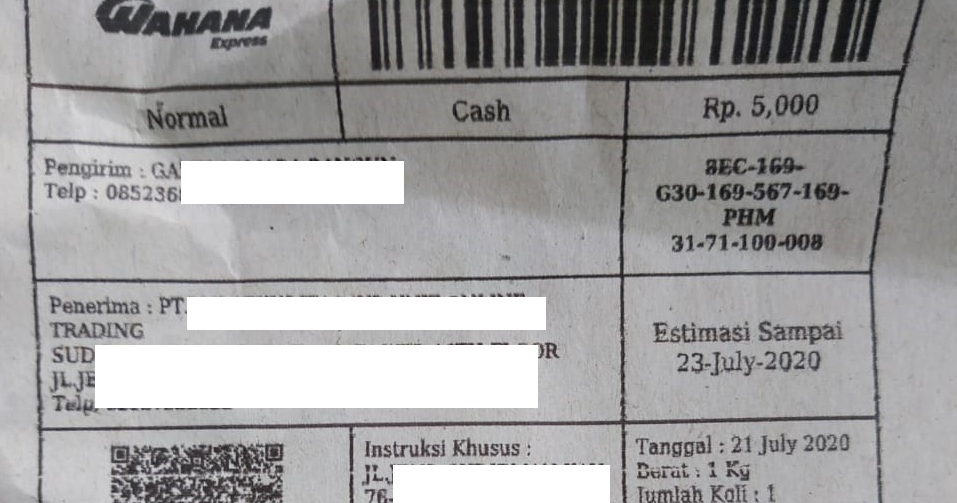 WAHANA
Express
Normal
Cash
Rp. 5,000
Pengirim : GA
Telp : 085236
8EC-169-
G30-169-567-169-
PHM
31-71-100-008
Penerima : PT.
TRADING
SUD
JL.JE
Telp
Estimasi Sampai
23-July-2020
Instruksi Khusus :
JL.
76-
Tanggal : 21 July 2020
Berat : 1 Kg
Jumlah Koli : 1